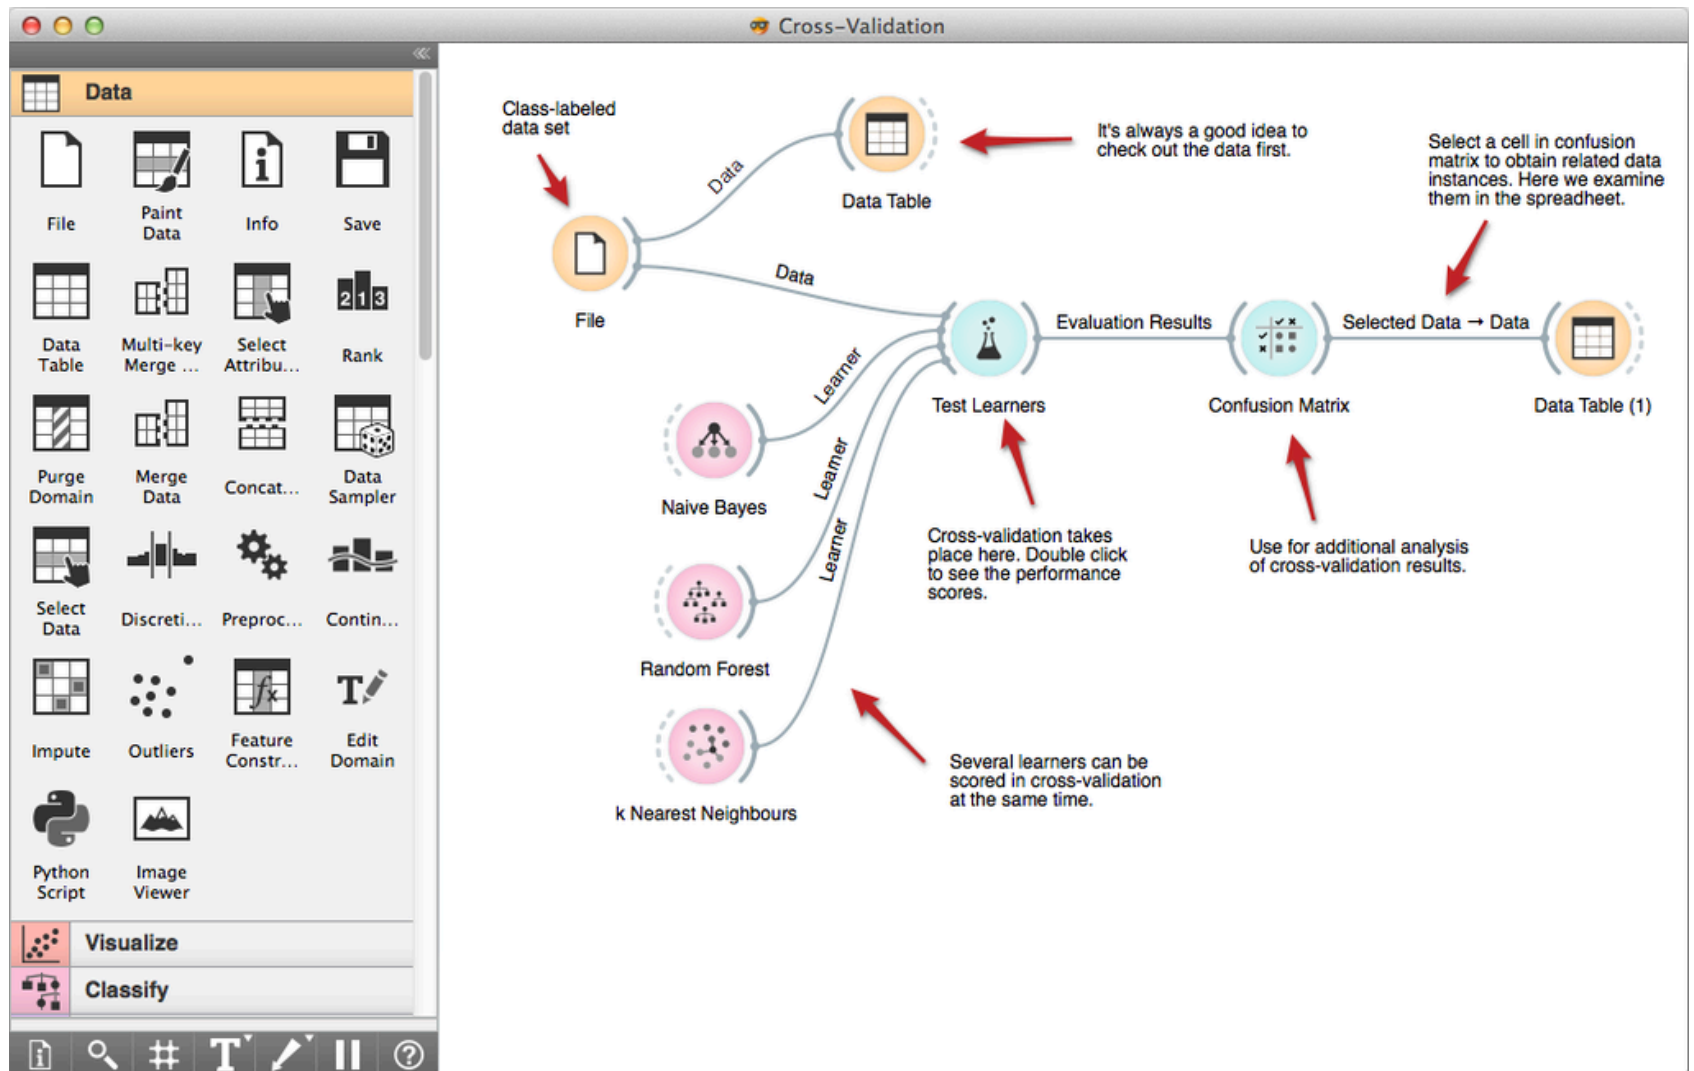 Cross-Validation
Data
File
Paint
Data
Info
Save
Data
Table
Multi-key
Merge ...
Select
Attribu...
Rank
Purge
Domain
Merge
Data
Concat...
Data
Sampler
Select
Data
Discreti...
Preproc...
Contin...
Impute
Outliers
Feature
Constr...
Edit
Domain
Python
Script
Image
Viewer
Visualize
Classify
Class-labeled
data set
File
Data
Data Table
It's always a good idea to
check out the data first.
Data
Learner
Learner
Learner
Naive Bayes
Random Forest
k Nearest Neighbours
Test Learners
Evaluation Results
Confusion Matrix
Selected Data → Data
Data Table (1)
Select a cell in confusion
matrix to obtain related data
instances. Here we examine
them in the spreadheet.
Cross-validation takes
place here. Double click
to see the performance
scores.
Use for additional analysis
of cross-validation results.
Several learners can be
scored in cross-validation
at the same time.